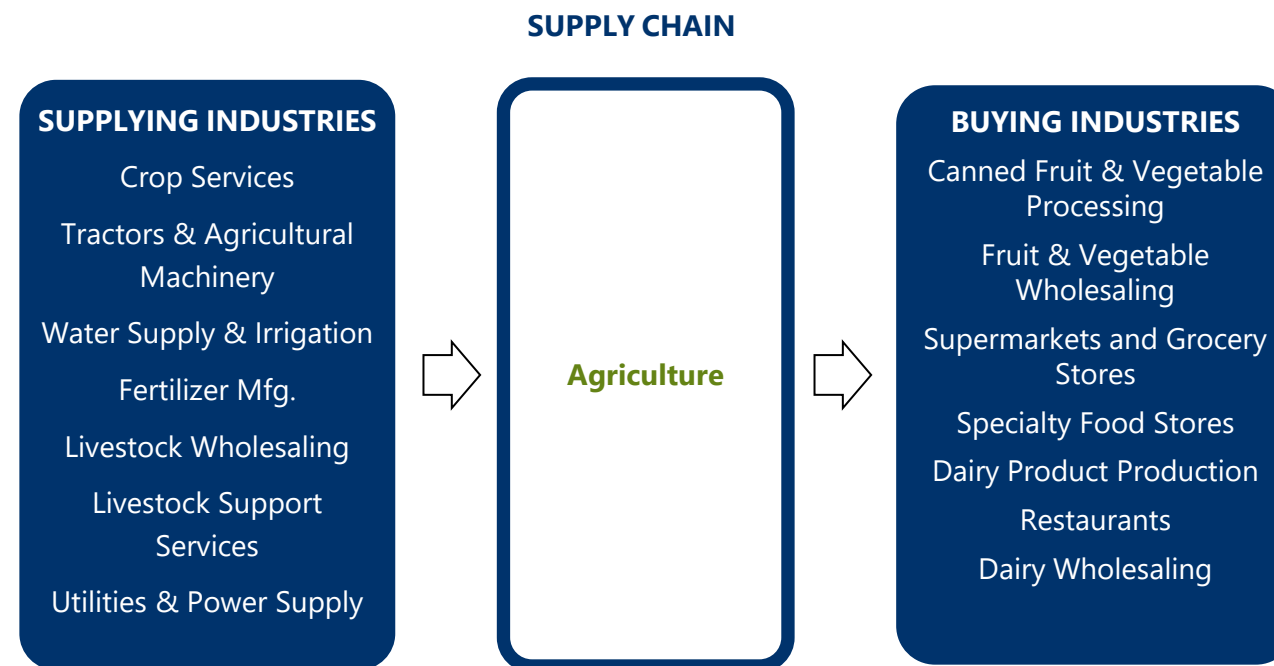 SUPPLY CHAIN
SUPPLYING INDUSTRIES
Crop Services
Tractors & Agricultural
Machinery
Water Supply & Irrigation
Fertilizer Mfg.
Livestock Wholesaling
Livestock Support
Services
Utilities & Power Supply
Agriculture
BUYING INDUSTRIES
Canned Fruit & Vegetable
Processing
Fruit & Vegetable
Wholesaling
Supermarkets and Grocery
Stores
Specialty Food Stores
Dairy Product Production
Restaurants
Dairy Wholesaling